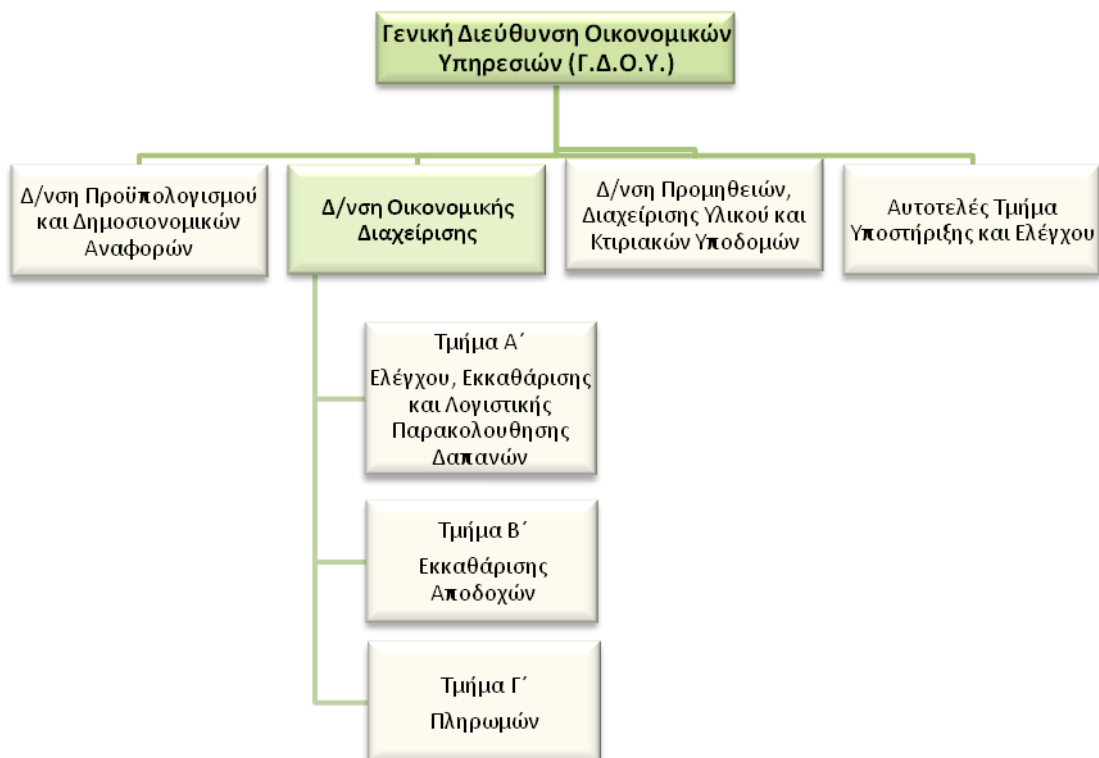 Γενική Διεύθυνση Οικονομικών
Υπηρεσιών (Γ.Δ.Ο.Υ.)
Δ/νση Προϋπολογισμού
και Δημοσιονομικών
Αναφορών
Δ/νση Οικονομικής
Διαχείρισης
Δ/νση Προμηθειών,
Διαχείρισης Υλικού και
Κτιριακών Υποδομών
Αυτοτελές Τμήμα
Υποστήριξης και Ελέγχου
Τμήμα Α΄
Ελέγχου, Εκκαθάρισης
και Λογιστικής
Παρακολουθησης
Δαπανών
Τμήμα Β΄
Εκκαθάρισης
Αποδοχών
Τμήμα Γ΄
Πληρωμών